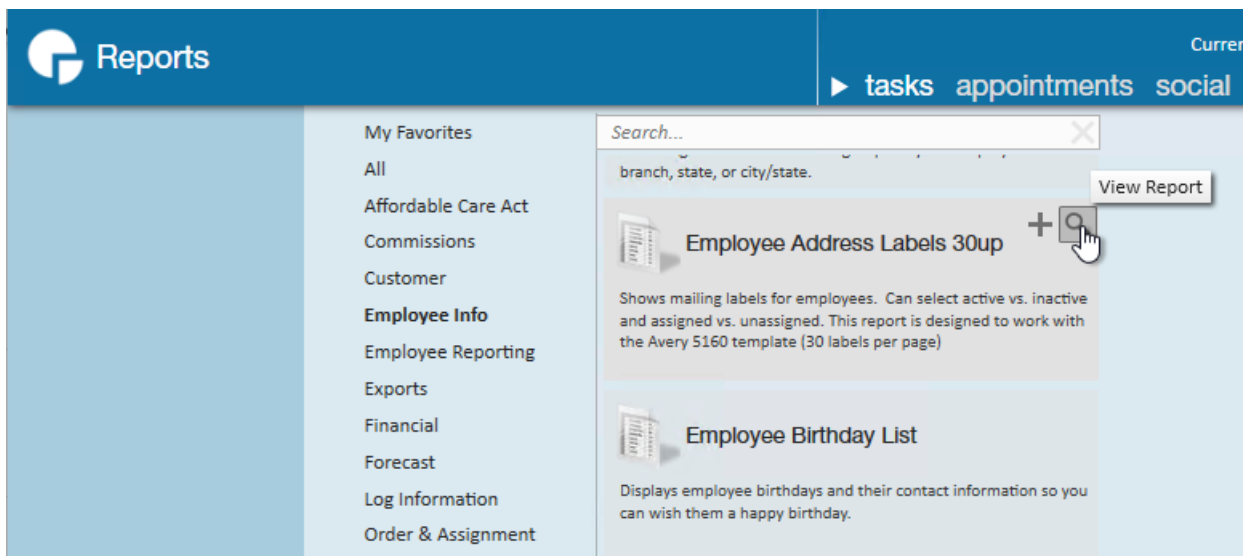 Reports
Curren
▶ tasks appointments social
My Favorites
All
Affordable Care Act
Commissions
Customer
Employee Info
Employee Reporting
Exports
Financial
Forecast
Log Information
Order & Assignment
Search...
branch, state, or city/state.
View Report
Employee Address Labels 30up
Shows mailing labels for employees. Can select active vs. inactive
and assigned vs. unassigned. This report is designed to work with
the Avery 5160 template (30 labels per page)
Employee Birthday List
Displays employee birthdays and their contact information so you
can wish them a happy birthday.